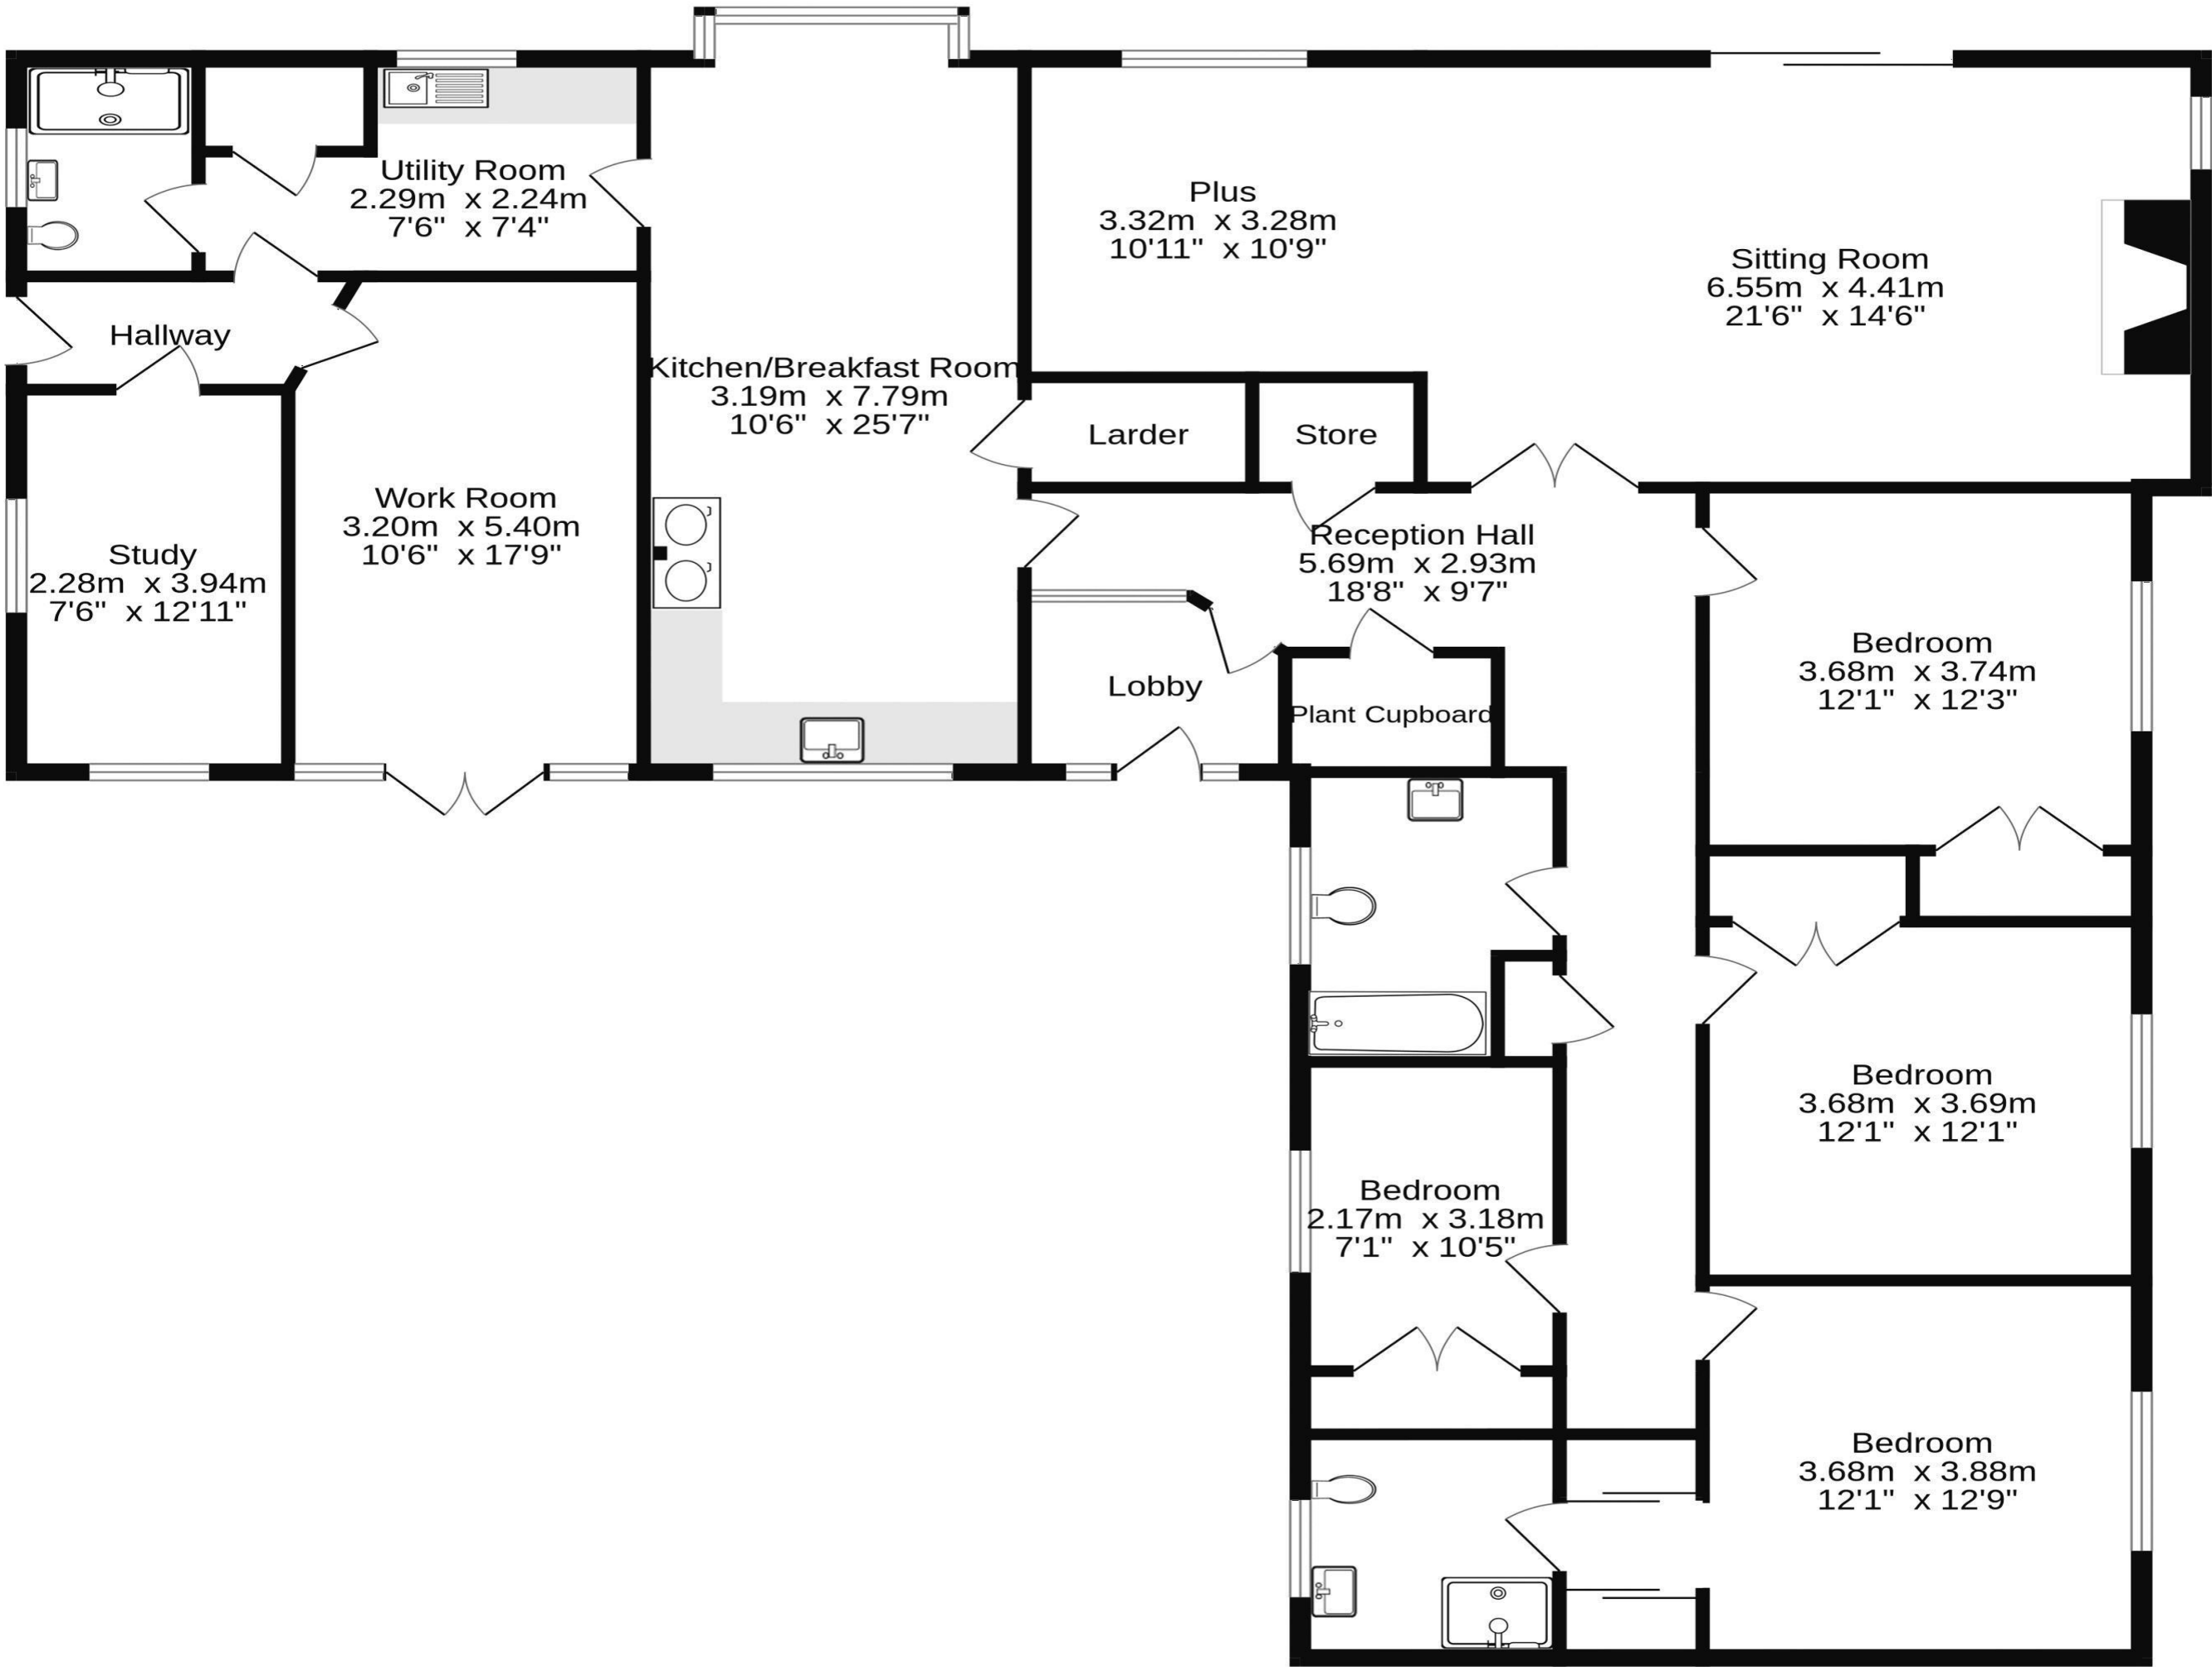 Utility Room
2.29m x 2.24m
7'6" x 7'4"
Plus
3.32m x 3.28m
10'11" x 10'9"
Sitting Room
6.55m x 4.41m
21'6" x 14'6"
Hallway
Kitchen/Breakfast Room
3.19m x 7.79m
10'6" x 25'7"
Larder
Store
Work Room
3.20m x 5.40m
10'6" x 17'9"
Study
2.28m x 3.94m
7'6" x 12'11"
Reception Hall
5.69m x 2.93m
18'8" x 9'7"
Lobby
Plant Cupboard
Bedroom
3.68m x 3.74m
12'1" x 12'3"
Bedroom
3.68m x 3.69m
12'1" x 12'1"
Bedroom
2.17m x 3.18m
7'1" x 10'5"
Bedroom
3.68m x 3.88m
12'1" x 12'9"